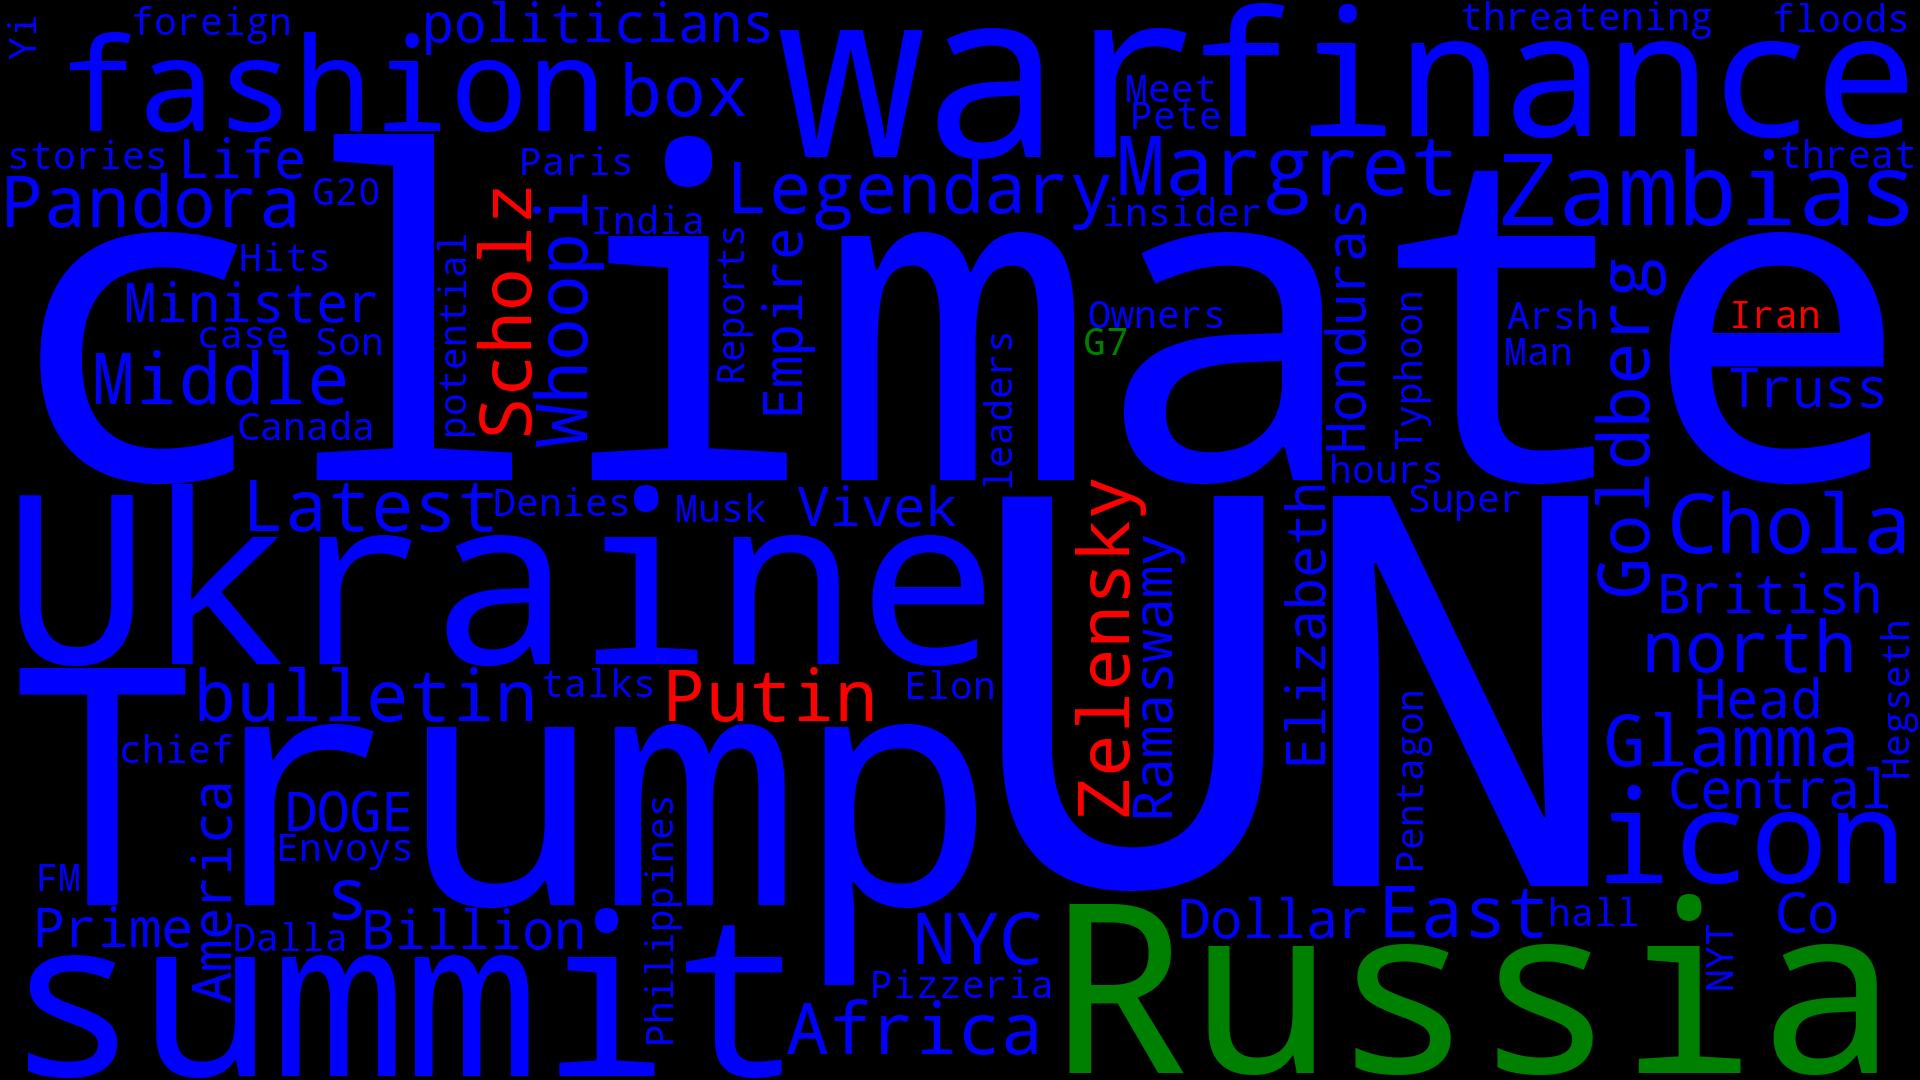 Yi
foreign
politicians
threatening
floods
fashion
box
war
Meet
Pete
finance
stories
Life
Paris
Legendary
Margret
Zambias
threat
Pandora
G20
Scholz
Whoopi
India
insider
climate
Hits
potential
Reports
Empire
Honduras
Goldberg
Minister
case
Son
Owners
G7
leaders
Typhoon
Arsh
Man
Iran
Middle
Truss
Canada
hours
Super
Latest
Denies
Musk
Vivek
Zelensky
Ramaswamy
Elizabeth
Chola
Ukraine
UN
British
north
Hegseth
bulletin
talks
Putin
Elon
Pentagon
Head
Glamma
chief
Trump
Central
America
DOGE
Envoys
Philippines
icon
FM
s
Prime
Dalla
Billion
NYC
Dollar
East
hall
Co
NYT
summit
Pizzeria
Africa
Russia